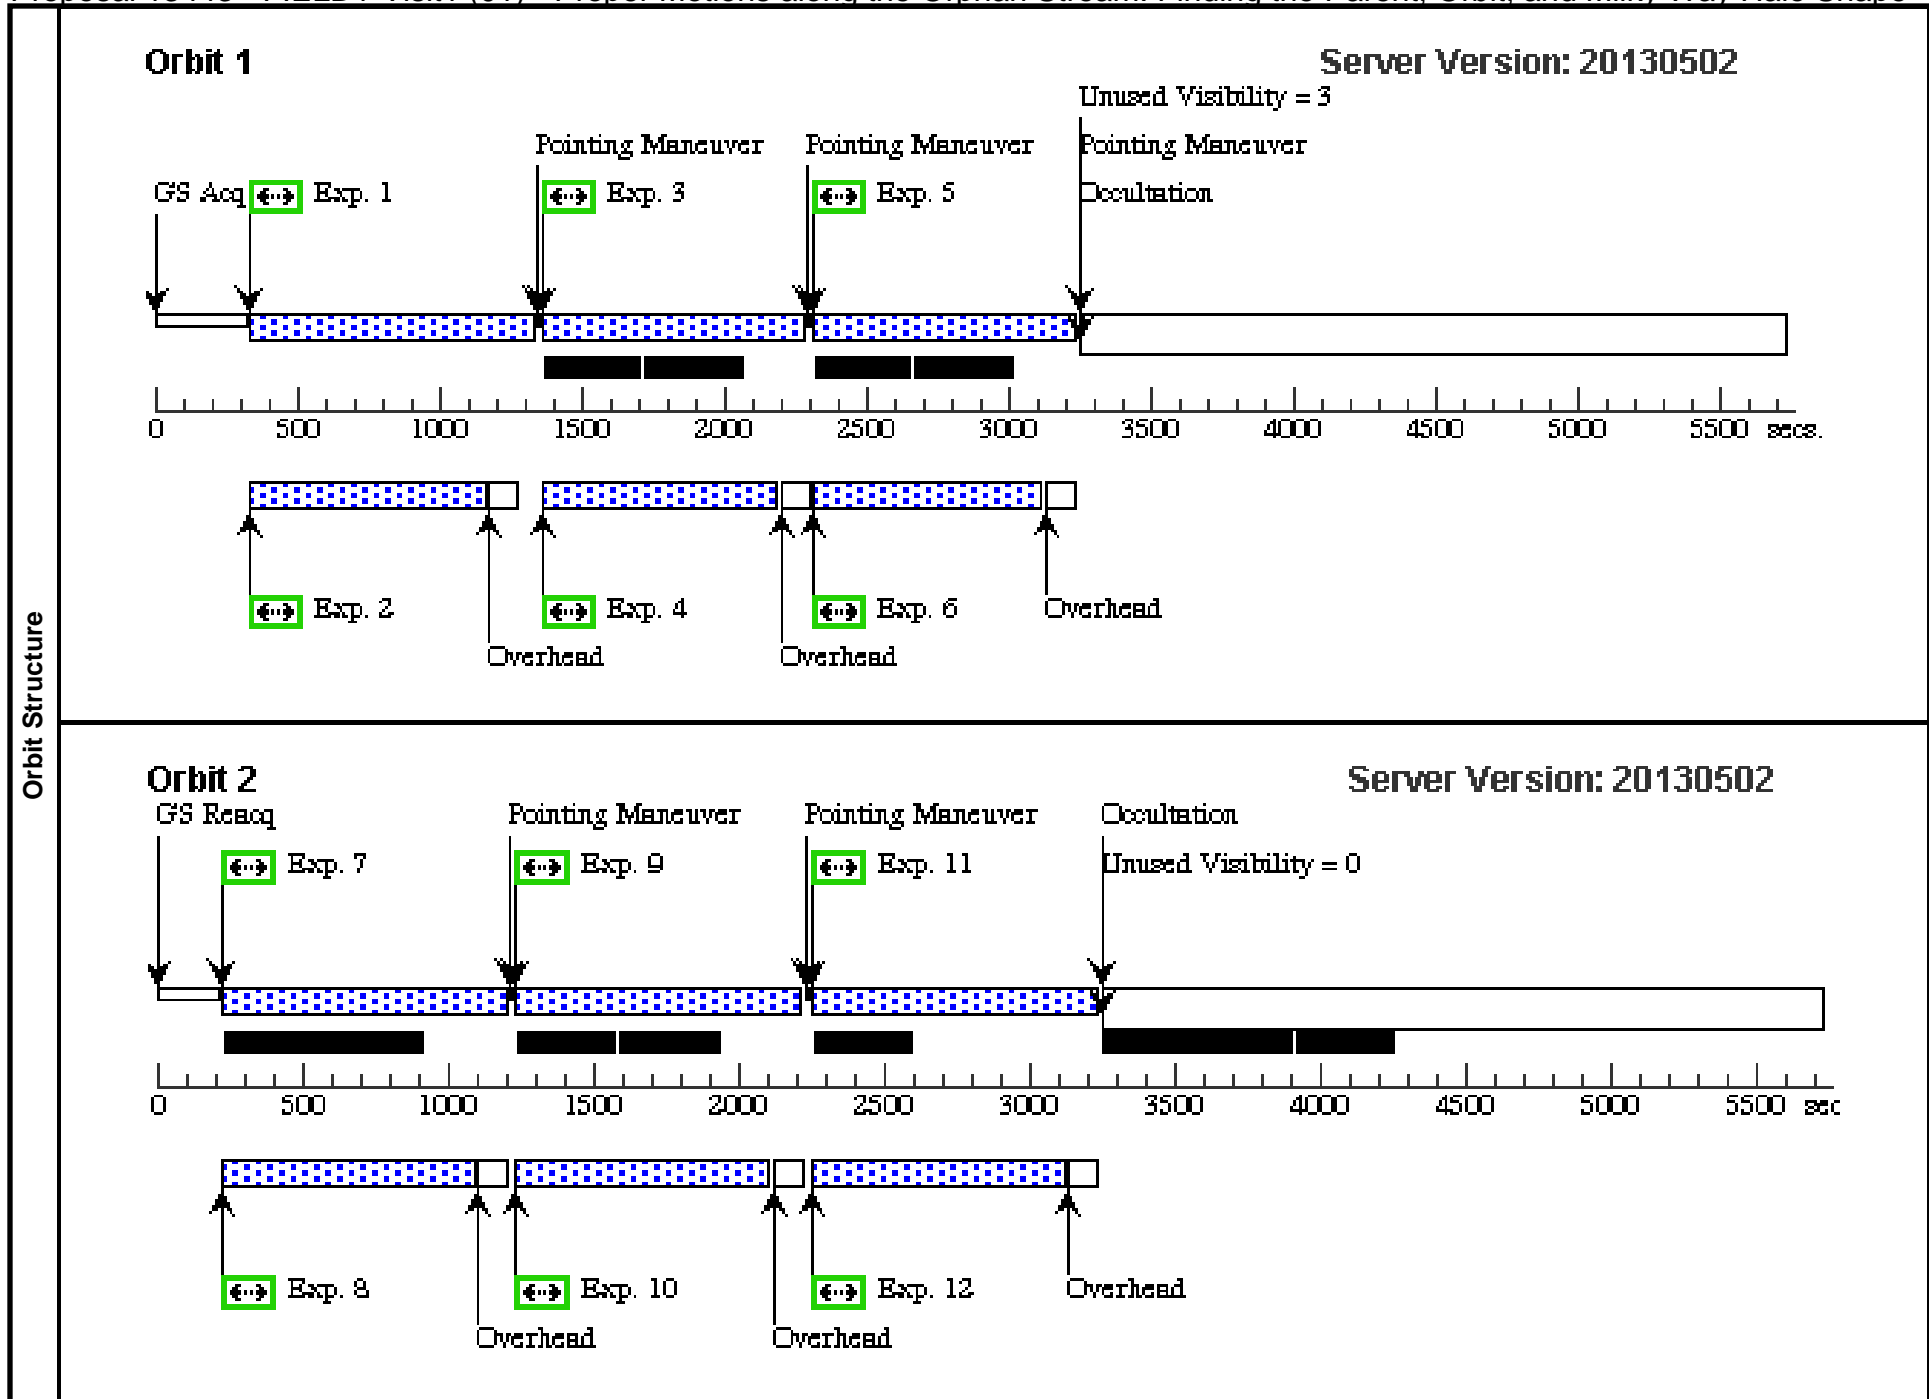 Orbit Structure
Orbit 1
Server Version: 20130502
Unused Visibility = 3
Pointing Maneuver Pointing Maneuver Pointing Maneuver
GS Acq Exp. 1 Exp. 3 Exp. 5 Occultation
0 500 1000 1500 2000 2500 3000 3500 4000 4500 5000 5500 secs.
Exp. 2 Exp. 4 Exp. 6 Overhead
Overhead Overhead
Orbit 2
Server Version: 20130502
GS Reacq Pointing Maneuver Pointing Maneuver Occultation
Exp. 7 Exp. 9 Exp. 11 Unused Visibility = 0
0 500 1000 1500 2000 2500 3000 3500 4000 4500 5000 5500 sec
Exp. 8 Exp. 10 Exp. 12 Overhead
Overhead Overhead